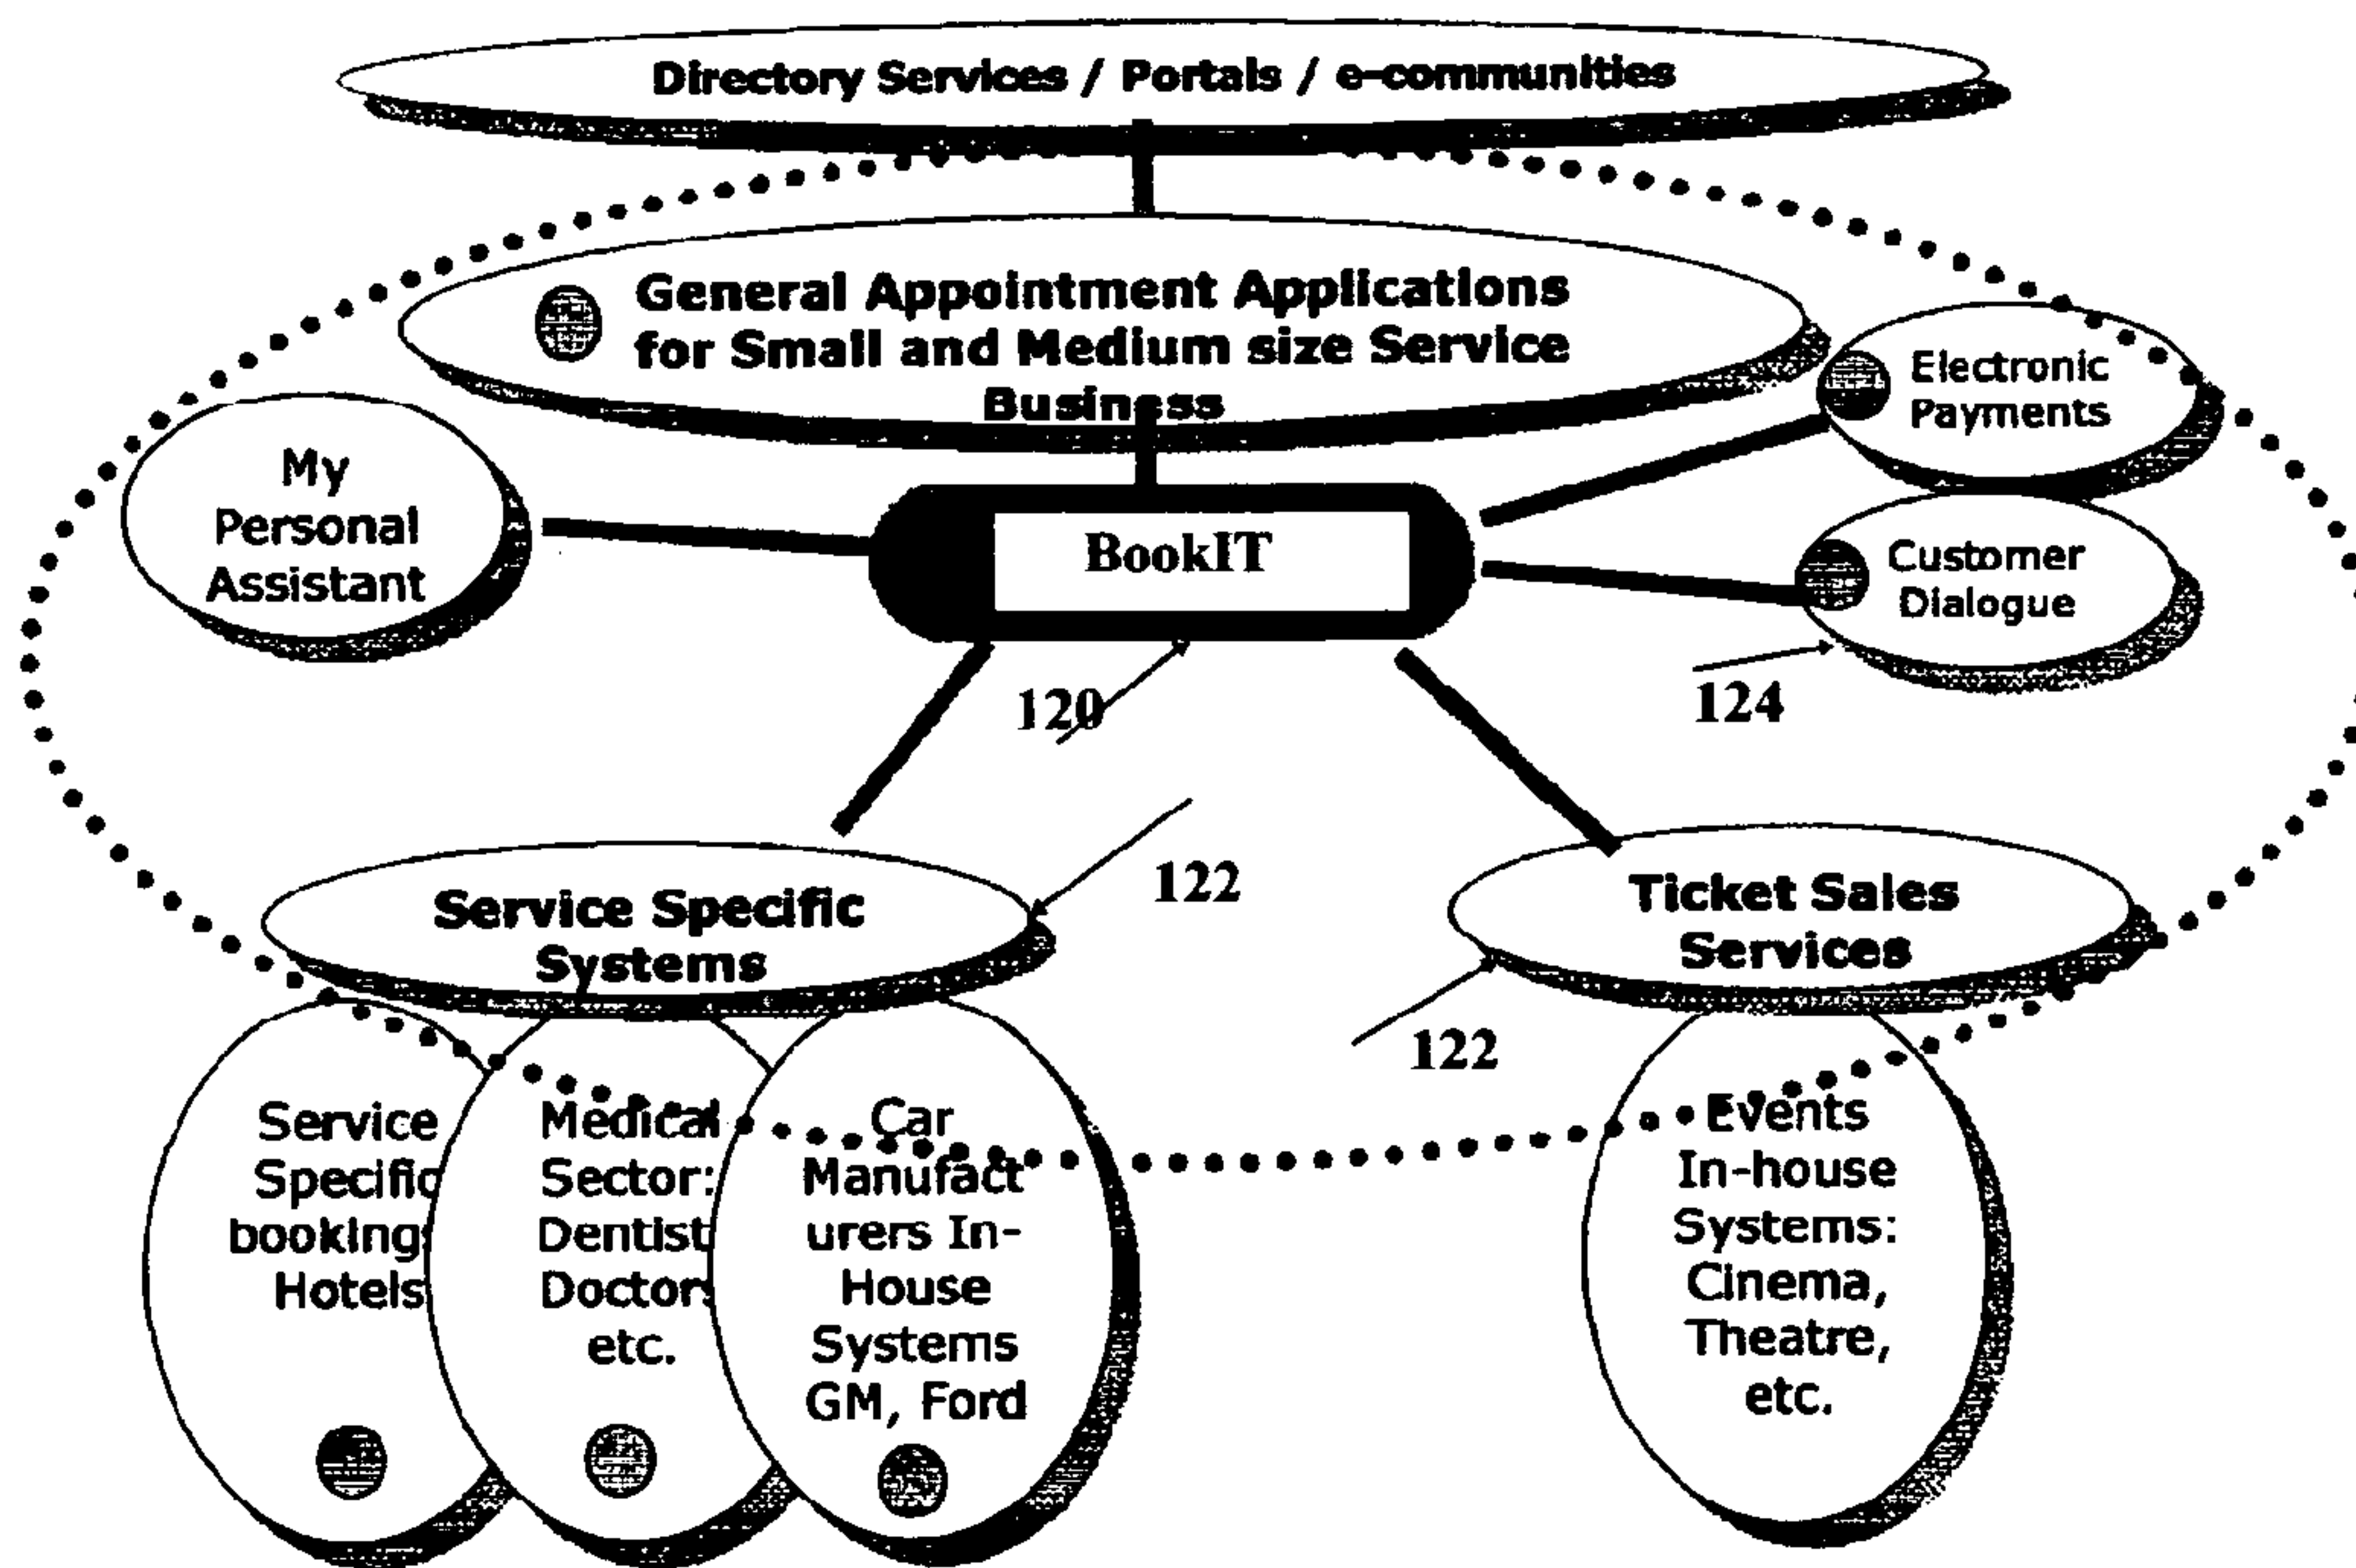 Directory Services / Portals / e-communities
General Appointment Applications
for Small and Medium size Service
Business
Electronic
Payments
My
Personal
Assistant
BookIT
Customer
Dialogue
120
124
122
Service Specific
Systems
Ticket Sales
Services
122
Service
Specific
booking
Hotels
Medical
Sector:
Dentist
Doctor
etc.
Car
Manufact
urers In-
House
Systems
GM, Ford
Events
In-house
Systems:
Cinema,
Theatre,
etc.